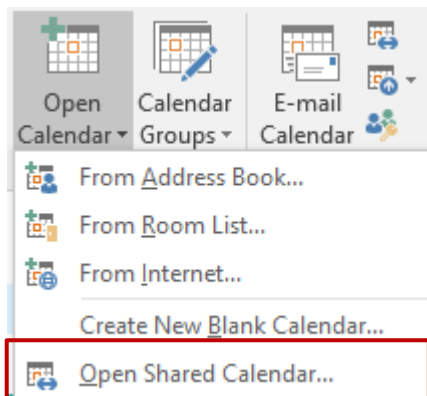 Open Calendar E-mail
Calendar Groups Calendar
From Address Book...
From Room List...
From Internet...
Create New Blank Calendar...
Open Shared Calendar...